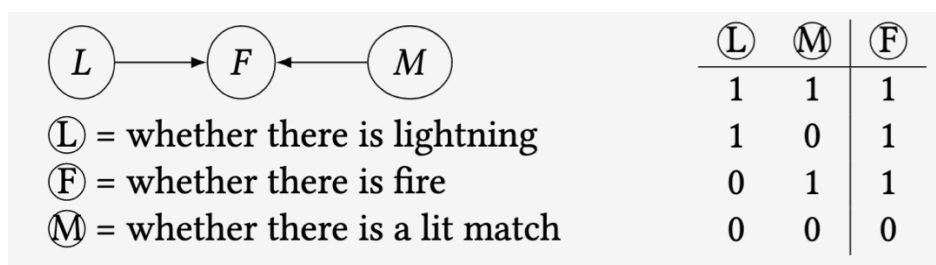 L F M
Ⓛ = whether there is lightning
Ⓕ = whether there is fire
Ⓜ = whether there is a lit match
Ⓛ Ⓜ Ⓕ
1 1 1
1 0 1
0 1 1
0 0 0